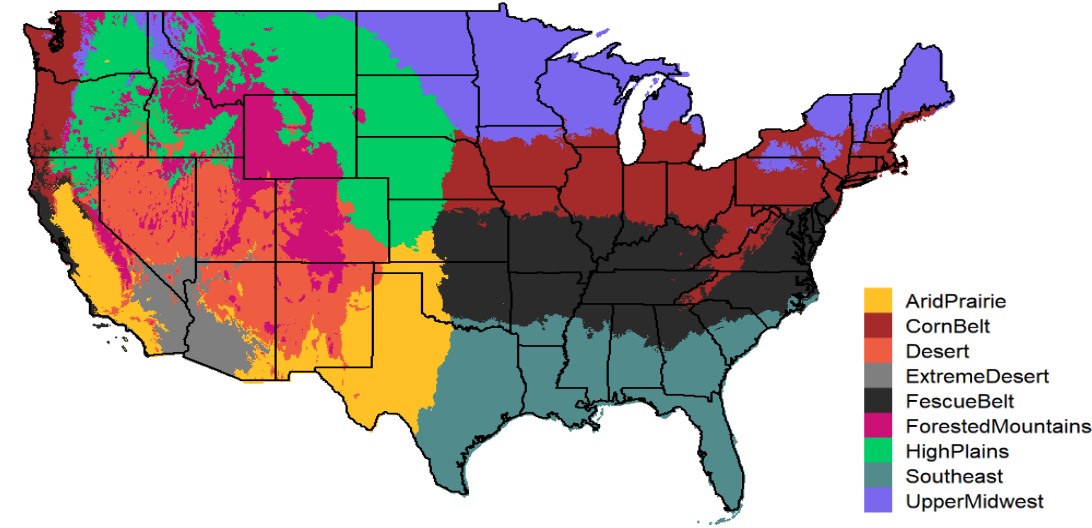 AridPrairie
CornBelt
Desert
ExtremeDesert
FescueBelt
ForestedMountains
HighPlains
Southeast
UpperMidwest